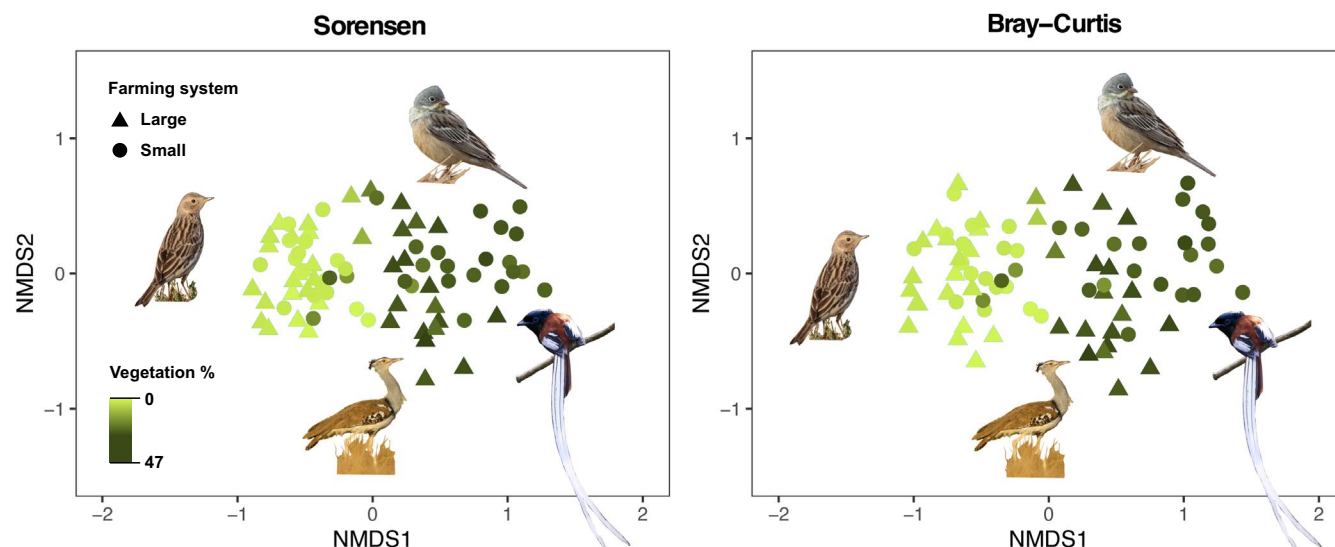 Sorensen
Bray−Curtis
Farming system
Large
Small
Vegetation %
0
47
NMDS2
1
0
−1
−2
−1
0
1
2
NMDS1
NMDS2
1
0
−1
−2
−1
0
1
2
NMDS1